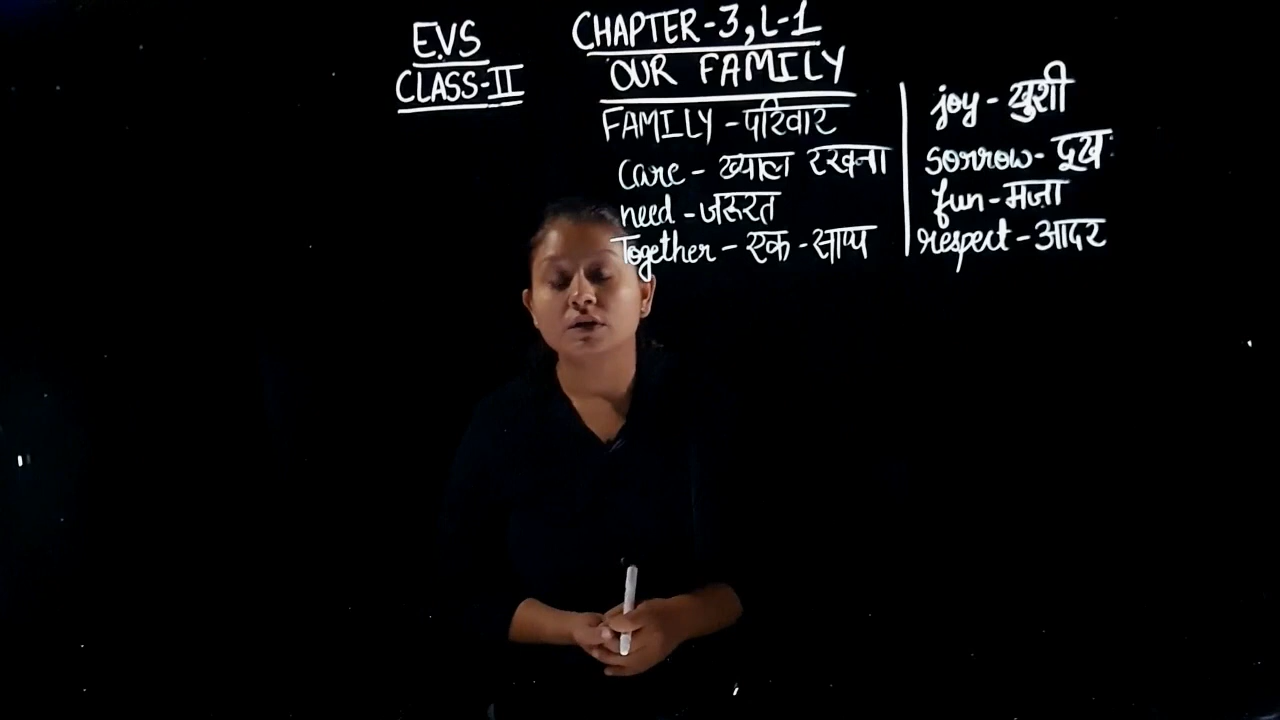 E.V.S
CLASS-II
CHAPTER-3, L-1
OUR FAMILY
FAMILY - परिवार
care - ख्याल रखना
need - जरूरत
Together - एक - साथ
joy - खुशी
sorrow - दुख
fun - मज़ा
respect - आदर